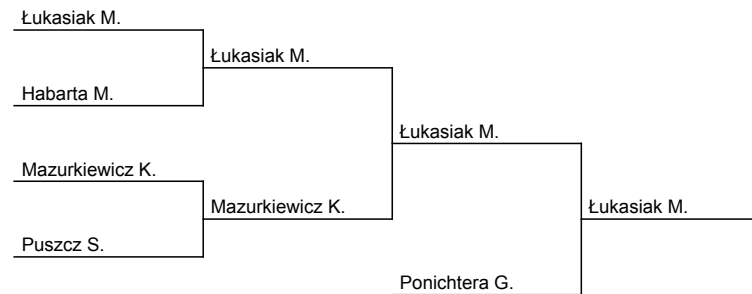 Łukasiak M.
Łukasiak M.
Habarta M.
Łukasiak M.
Mazurkiewicz K.
Łukasiak M.
Mazurkiewicz K.
Puszcz S.
Ponichtera G.